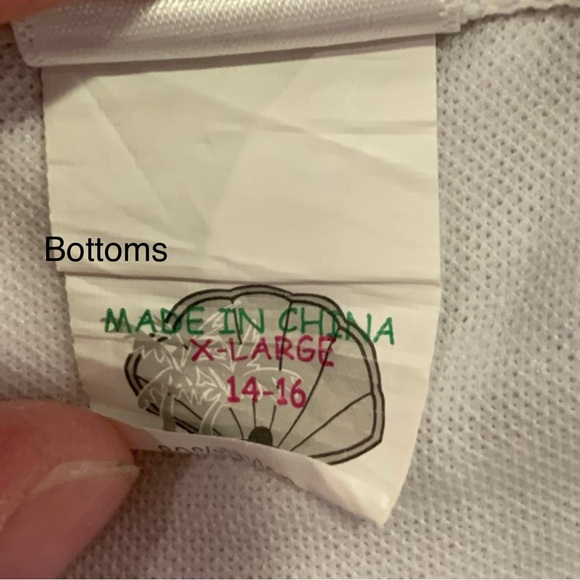 Bottoms
MADE IN CHINA
X-LARGE
14-16